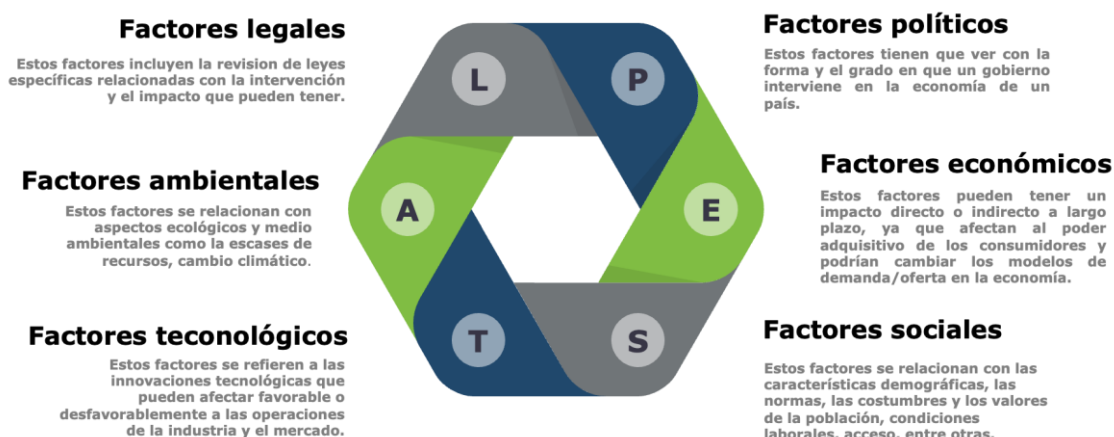 Factores legales
Estos factores incluyen la revision de leyes
específicas relacionadas con la intervención
y el impacto que pueden tener.
Factores ambientales
Estos factores se relacionan con
aspectos ecológicos y medio
ambientales como la escases de
recursos, cambio climático.
Factores teconológicos
Estos factores se refieren a las
innovaciones tecnológicas que
pueden afectar favorable o
desfavorablemente a las operaciones
de la industria y el mercado.
L
P
A
E
T
S
Factores políticos
Estos factores tienen que ver con la
forma y el grado en que un gobierno
interviene en la economía de un
país.
Factores económicos
Estos factores pueden tener un
impacto directo o indirecto a largo
plazo, ya que afectan al poder
adquisitivo de los consumidores y
podrían cambiar los modelos de
demanda/oferta en la economía.
Factores sociales
Estos factores se relacionan con las
características demográficas, las
normas, las costumbres y los valores
de la población, condiciones
laborales, acceso, entre otras.